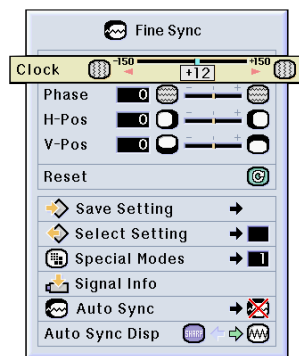 Fine Sync
Clock -150 +12 +150
Phase 0 - +
H-Pos 0 - +
V-Pos 0 - +
Reset
Save Setting
Select Setting
Special Modes 1
Signal Info
Auto Sync
Auto Sync Disp